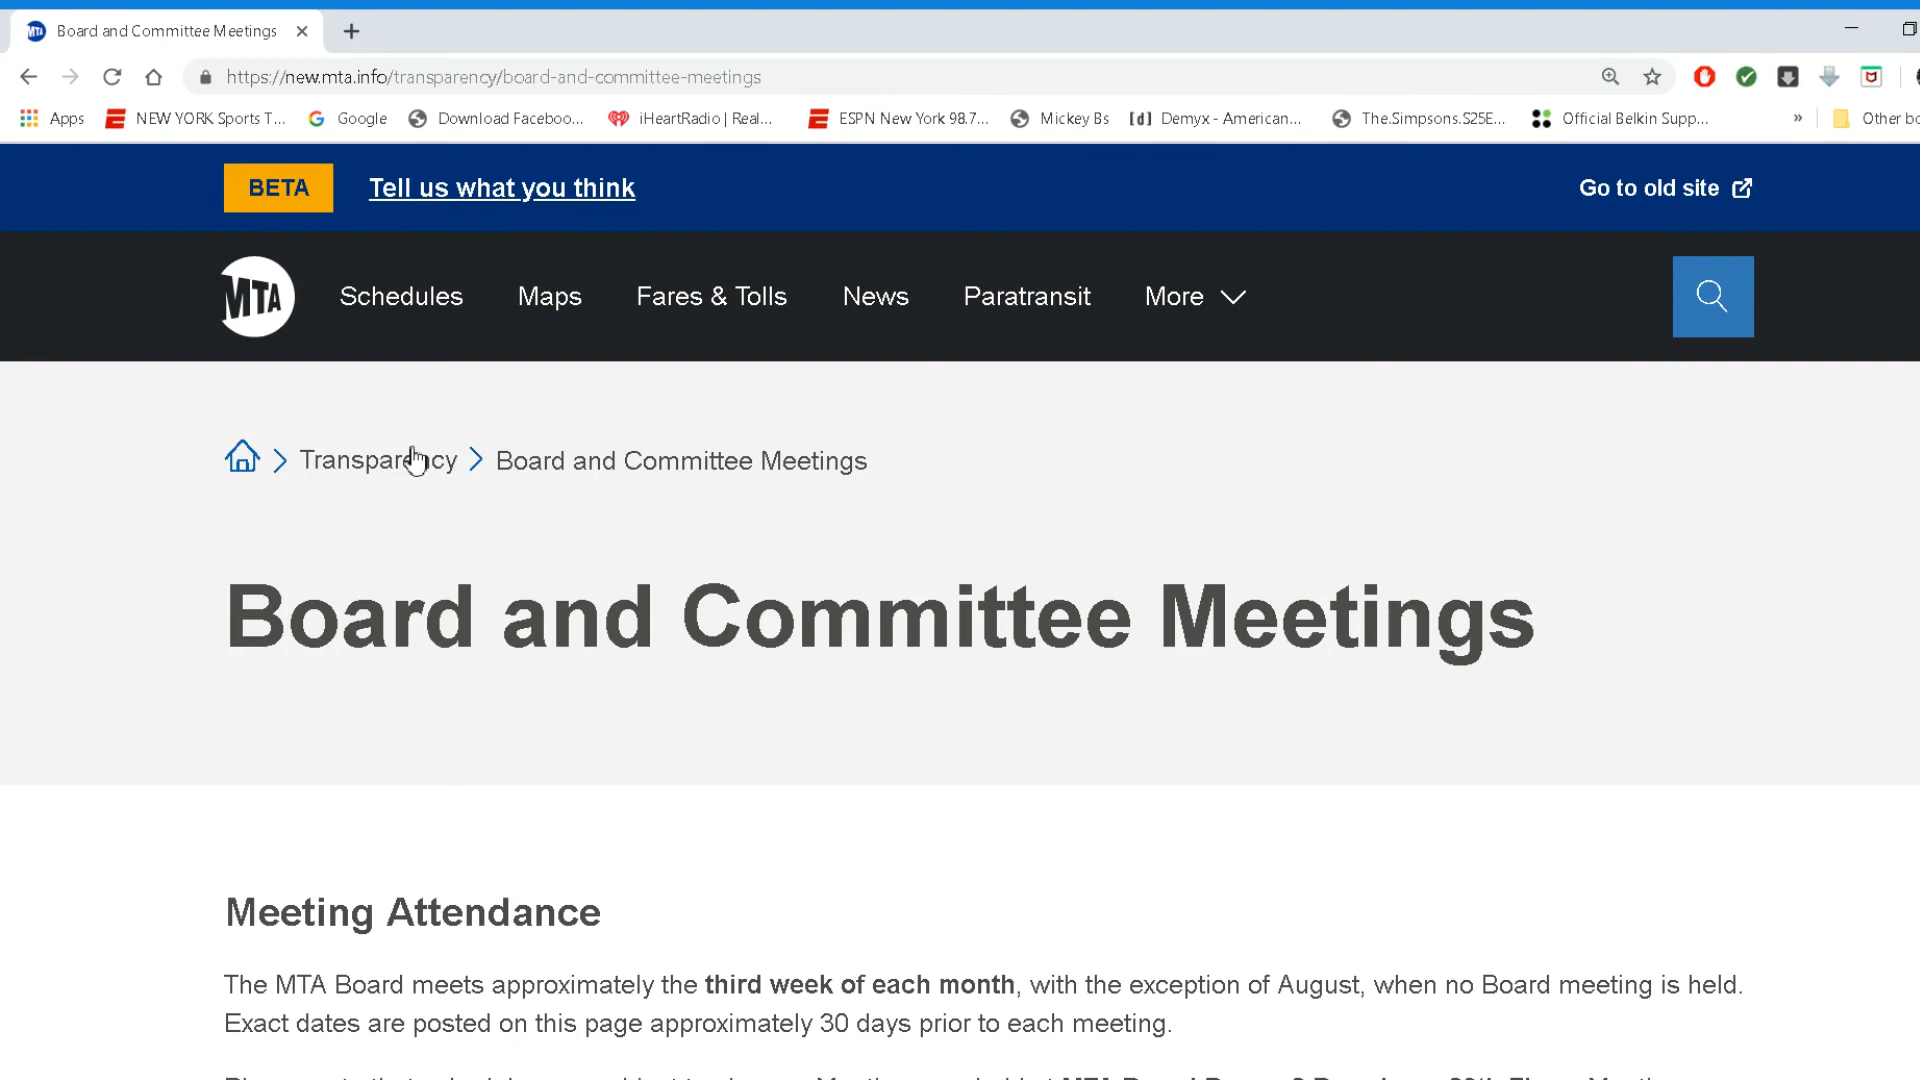 Board and Committee Meetings
https://new.mta.info/transparency/board-and-committee-meetings
Apps NEW YORK Sports T... Google Download Faceboo... iHeartRadio | Real... ESPN New York 98.7... Mickey Bs [d] Demyx - American... The.Simpsons.S25E... Official Belkin Supp... » Other bo
BETA Tell us what you think Go to old site
MTA Schedules Maps Fares & Tolls News Paratransit More
Transparency Board and Committee Meetings
Board and Committee Meetings
Meeting Attendance
The MTA Board meets approximately the third week of each month, with the exception of August, when no Board meeting is held.
Exact dates are posted on this page approximately 30 days prior to each meeting.